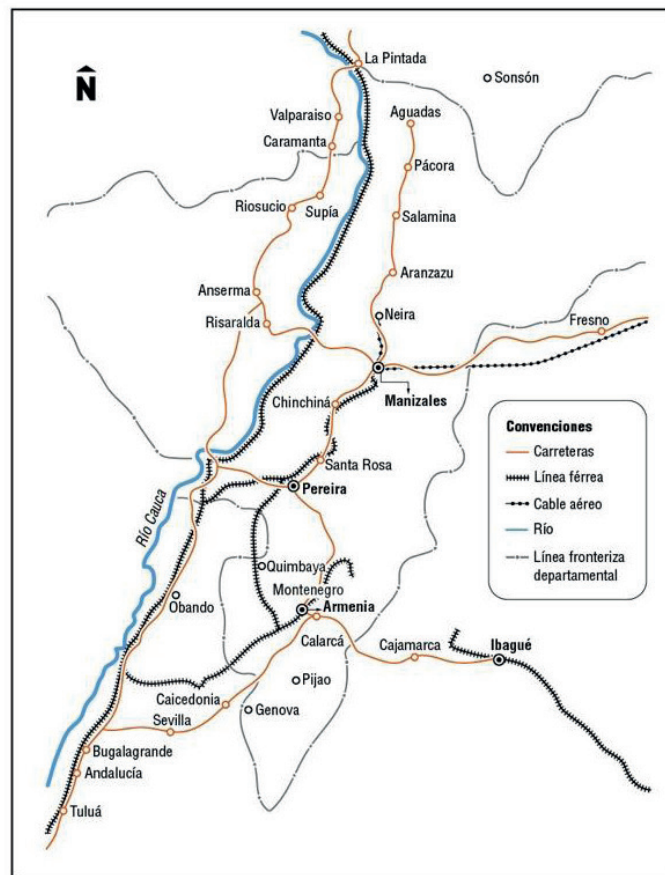 N
La Pintada
Sonsón
Valparaiso
Aguadas
Caramanta
Pácora
Riosucio
Supía
Salamina
Aranzazu
Anserma
Risaralda
Neira
Fresno
Manizales
Chinchiná
Convenciones
Carreteras
Línea férrea
Cable aéreo
Río
Línea fronteriza
departamental
Santa Rosa
Pereira
Río Cauca
Quimbaya
Montenegro
Obando
Armenia
Calarcá
Cajamarca
Ibagué
Pijao
Caicedonia
Genova
Sevilla
Bugalagrande
Andalucía
Tuluá